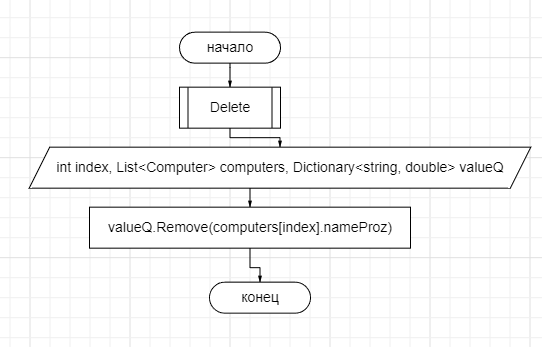 начало
Delete
int index, List<Computer> computers, Dictionary<string, double> valueQ
valueQ.Remove(computers[index].nameProz)
конец